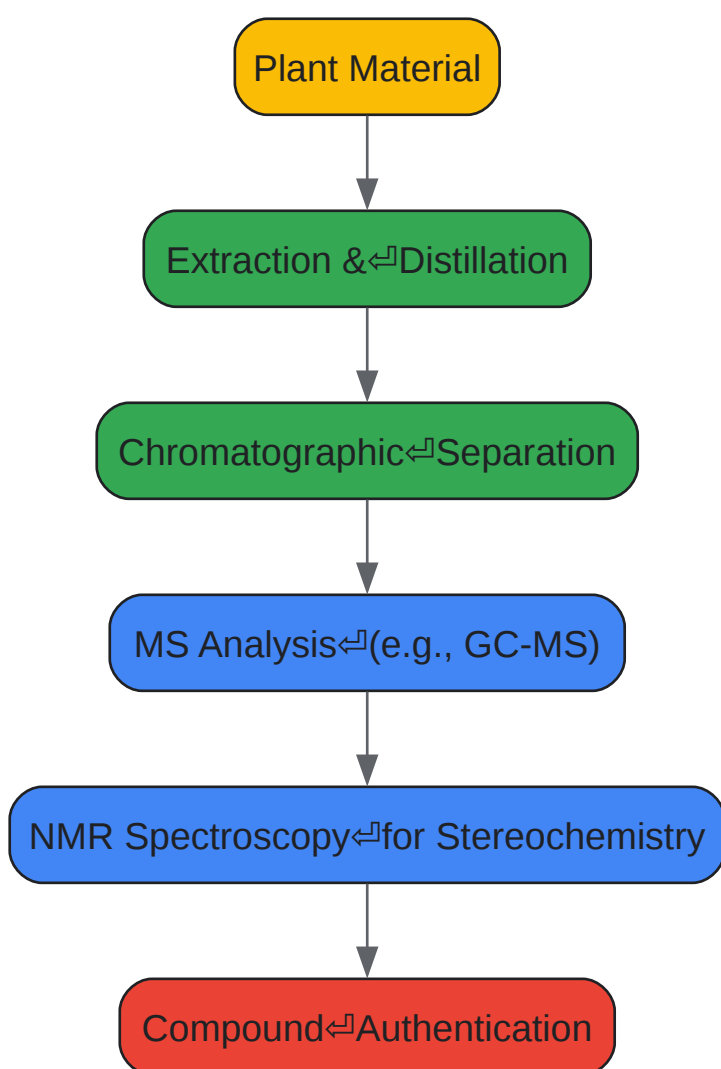 Plant Material
Extraction &⏎Distillation
Chromatographic⏎Separation
MS Analysis⏎(e.g., GC-MS)
NMR Spectroscopy⏎for Stereochemistry
Compound⏎Authentication